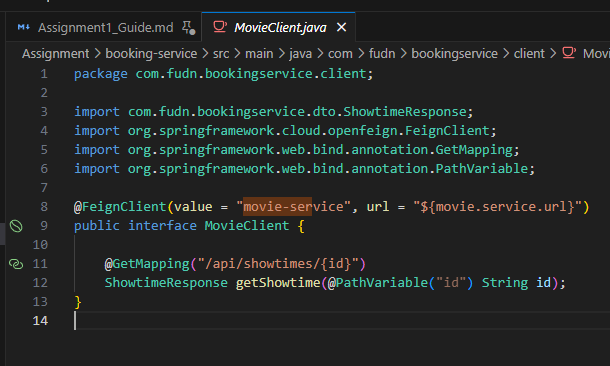 Assignment1_Guide.md MovieClient.java
Assignment > booking-service > src > main > java > com > fudn > bookingservice > client > Movi
1 package com.fudn.bookingservice.client;
2
3 import com.fudn.bookingservice.dto.ShowtimeResponse;
4 import org.springframework.cloud.openfeign.FeignClient;
5 import org.springframework.web.bind.annotation.GetMapping;
6 import org.springframework.web.bind.annotation.PathVariable;
7
8 @FeignClient(value = "movie-service", url = "${movie.service.url}")
9 public interface MovieClient {
10
11     @GetMapping("/api/showtimes/{id}")
12     ShowtimeResponse getShowtime(@PathVariable("id") String id);
13 }
14